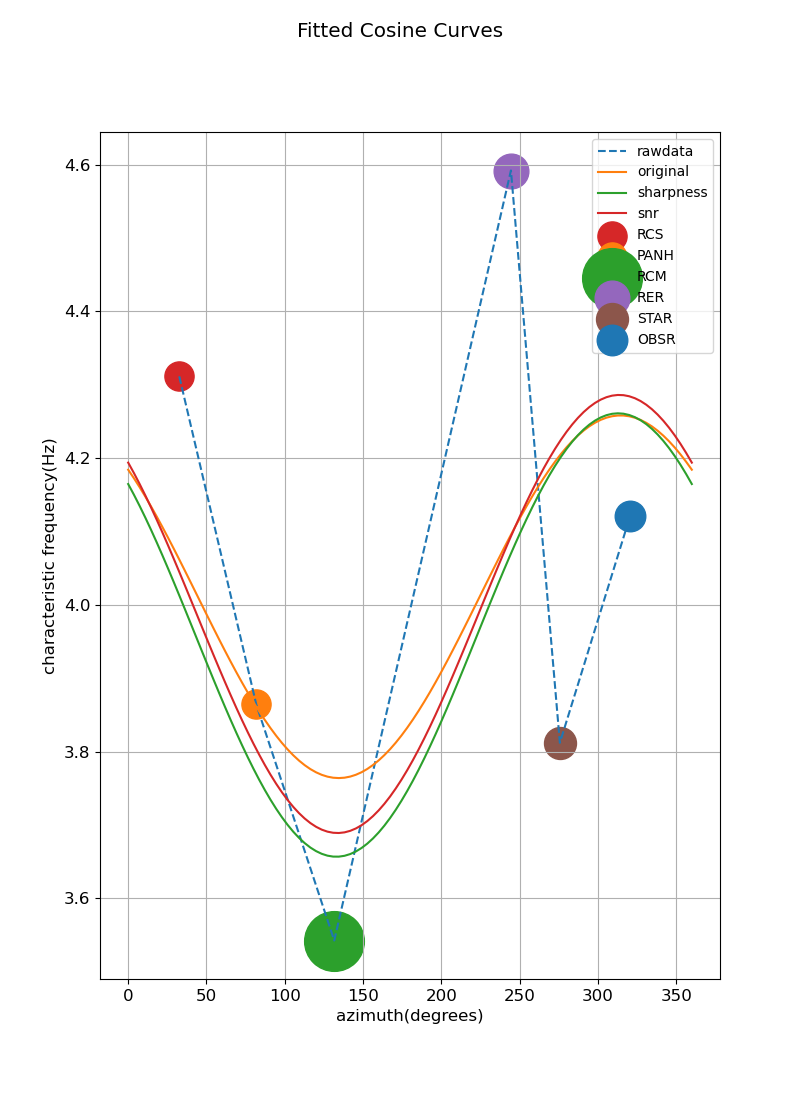 Fitted Cosine Curves
4.6
4.4
4.2
4.0
3.8
3.6
characteristic frequency(Hz)
rawdata
original
sharpness
snr
RCS
PANH
RCM
RER
STAR
OBSR
0 50 100 150 200 250 300 350
azimuth(degrees)